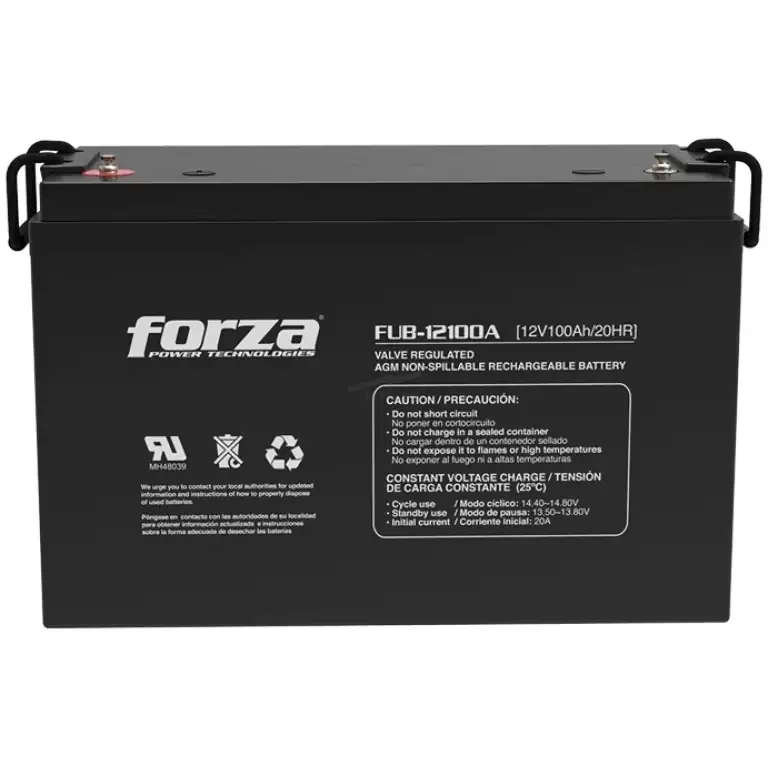 forza®
POWER TECHNOLOGIES
FUB-12100A [12V100Ah/20HR]
VALVE REGULATED
AGM NON-SPILLABLE RECHARGEABLE BATTERY
CAUTION / PRECAUCIÓN:
• Do not short circuit
No poner en cortocircuito
• Do not charge in a sealed container
No cargar dentro de un contenedor sellado
• Do not expose it to flames or high temperatures
No exponer al fuego ni a altas temperaturas
CONSTANT VOLTAGE CHARGE / TENSIÓN
DE CARGA CONSTANTE (25°C)
• Cycle use / Modo cíclico: 14.40~14.80V
• Standby use / Modo de pausa: 13.50~13.80V
• Initial current / Corriente inicial: 20A
MH48039
Pb
We urge you to contact your local authorities for updated
information and instructions of how to properly dispose
of used batteries.
Póngase en contacto con las autoridades de su localidad
para obtener información actualizada e instrucciones
sobre la forma adecuada de desechar las baterías